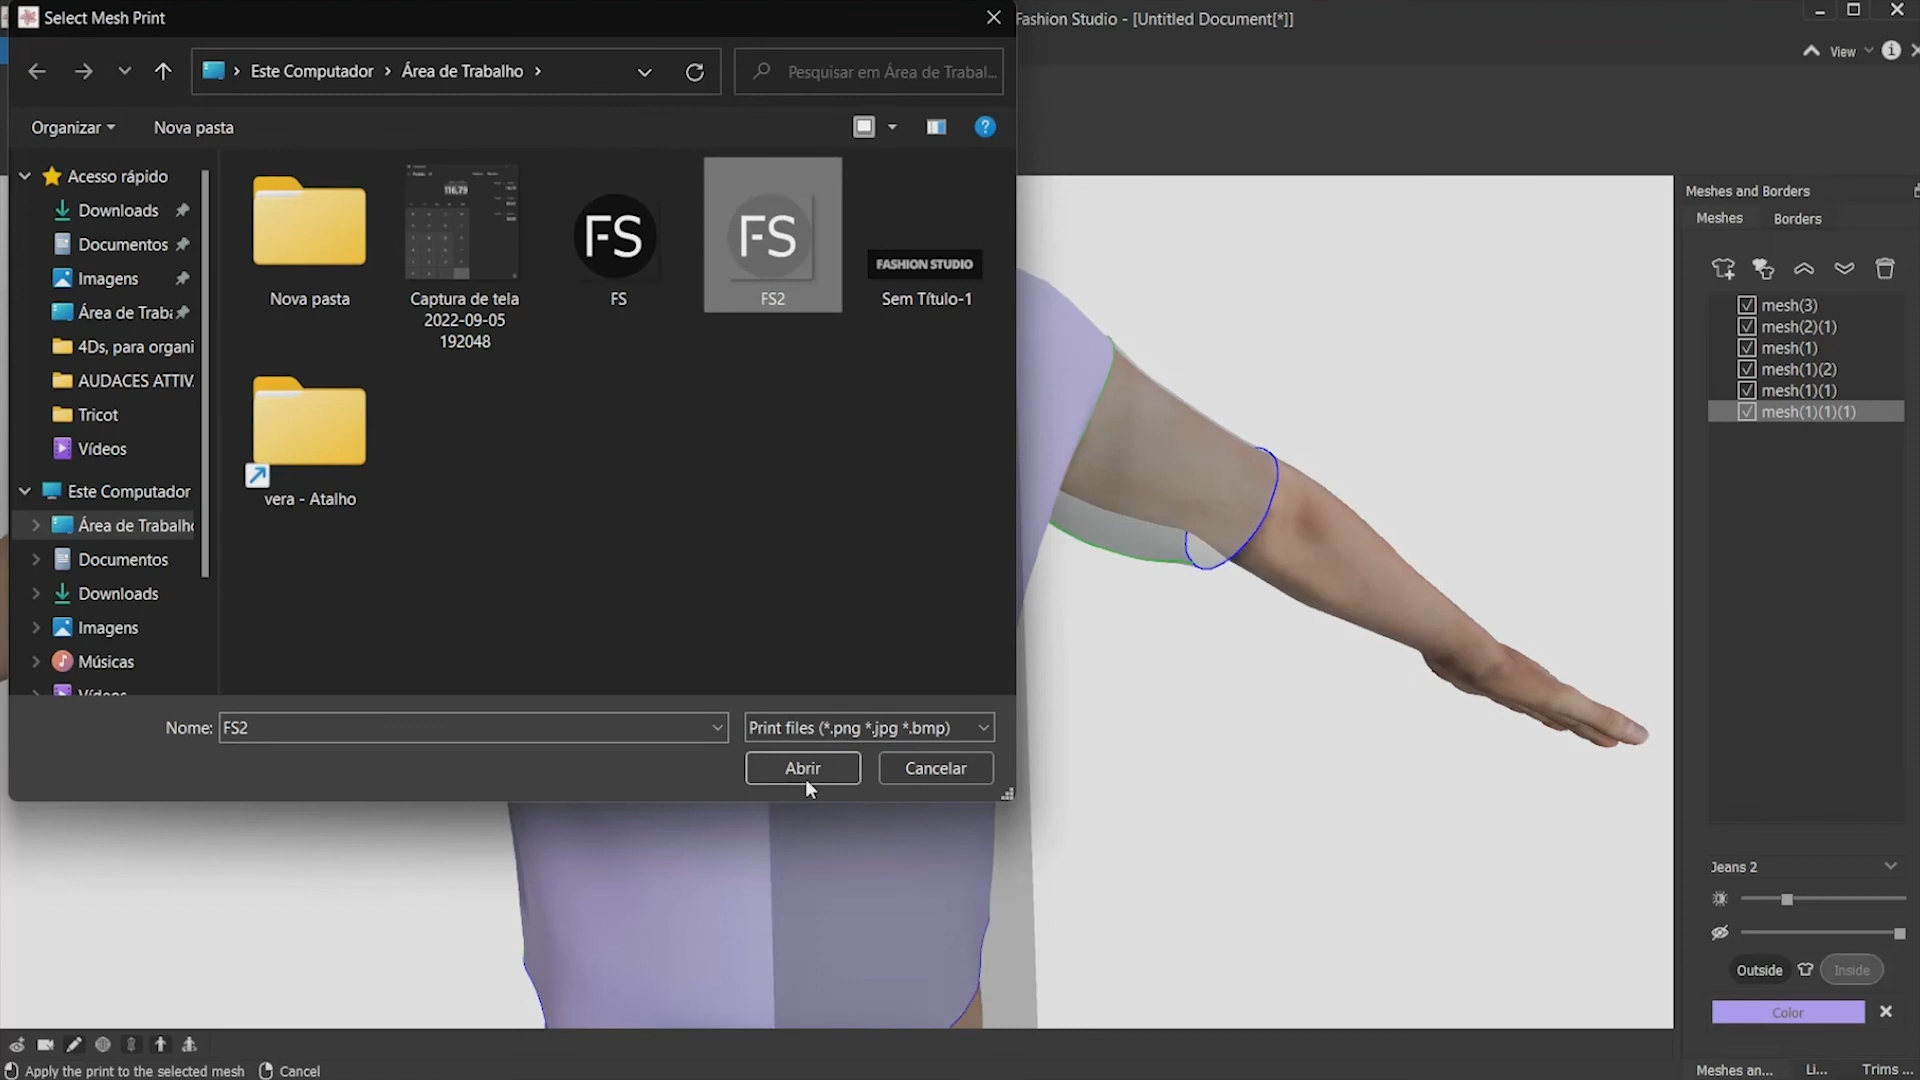 Select Mesh Print
Fashion Studio - [Untitled Document[*]]
View
Este Computador
Área de Trabalho
Pesquisar em Área de Trabal...
Organizar
Nova pasta
Acesso rápido
Downloads
Documentos
Imagens
Área de Traba
4Ds, para organi
AUDACES ATTIV
Tricot
Vídeos
Este Computador
Área de Trabalho
Documentos
Downloads
Imagens
Músicas
Vídeos
Nova pasta
116,79
Captura de tela
2022-09-05
192048
FS
FS
FS
FS2
FASHION STUDIO
Sem Título-1
vera - Atalho
Nome:
FS2
Print files (*.png *.jpg *.bmp)
Abrir
Cancelar
Meshes and Borders
Meshes
Borders
mesh(3)
mesh(2)(1)
mesh(1)
mesh(1)(2)
mesh(1)(1)
mesh(1)(1)(1)
Jeans 2
Outside
Inside
Color
Apply the print to the selected mesh
Cancel
Meshes an...
Li...
Trims ...